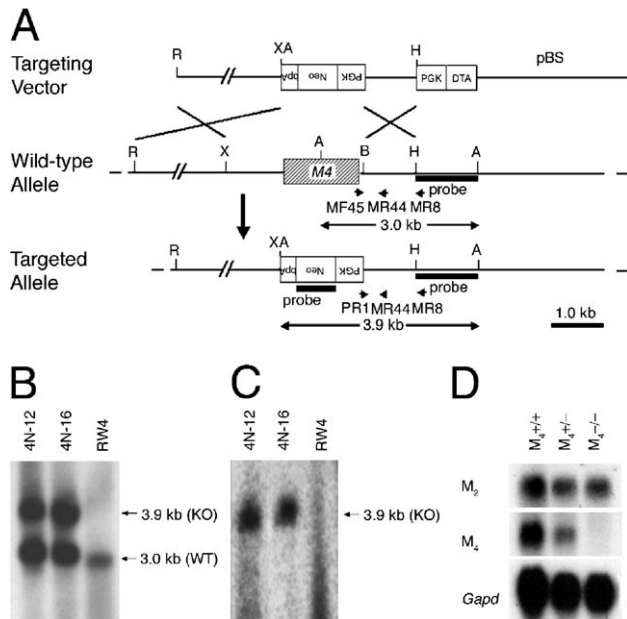 A
Targeting Vector
R
XA
H
pBS
bpA
Neo
PGK
PGK
DTA
Wild-type Allele
R
X
A
B
H
A
M4
probe
MF45 MR44 MR8
3.0 kb
Targeted Allele
R
XA
H
A
bpA
Neo
PGK
probe
probe
PR1 MR44 MR8
3.9 kb
1.0 kb
B
4N-12
4N-16
RW4
3.9 kb (KO)
3.0 kb (WT)
C
4N-12
4N-16
RW4
3.9 kb (KO)
D
M4+/+
M4+/−
M4−/−
M2
M4
Gapd